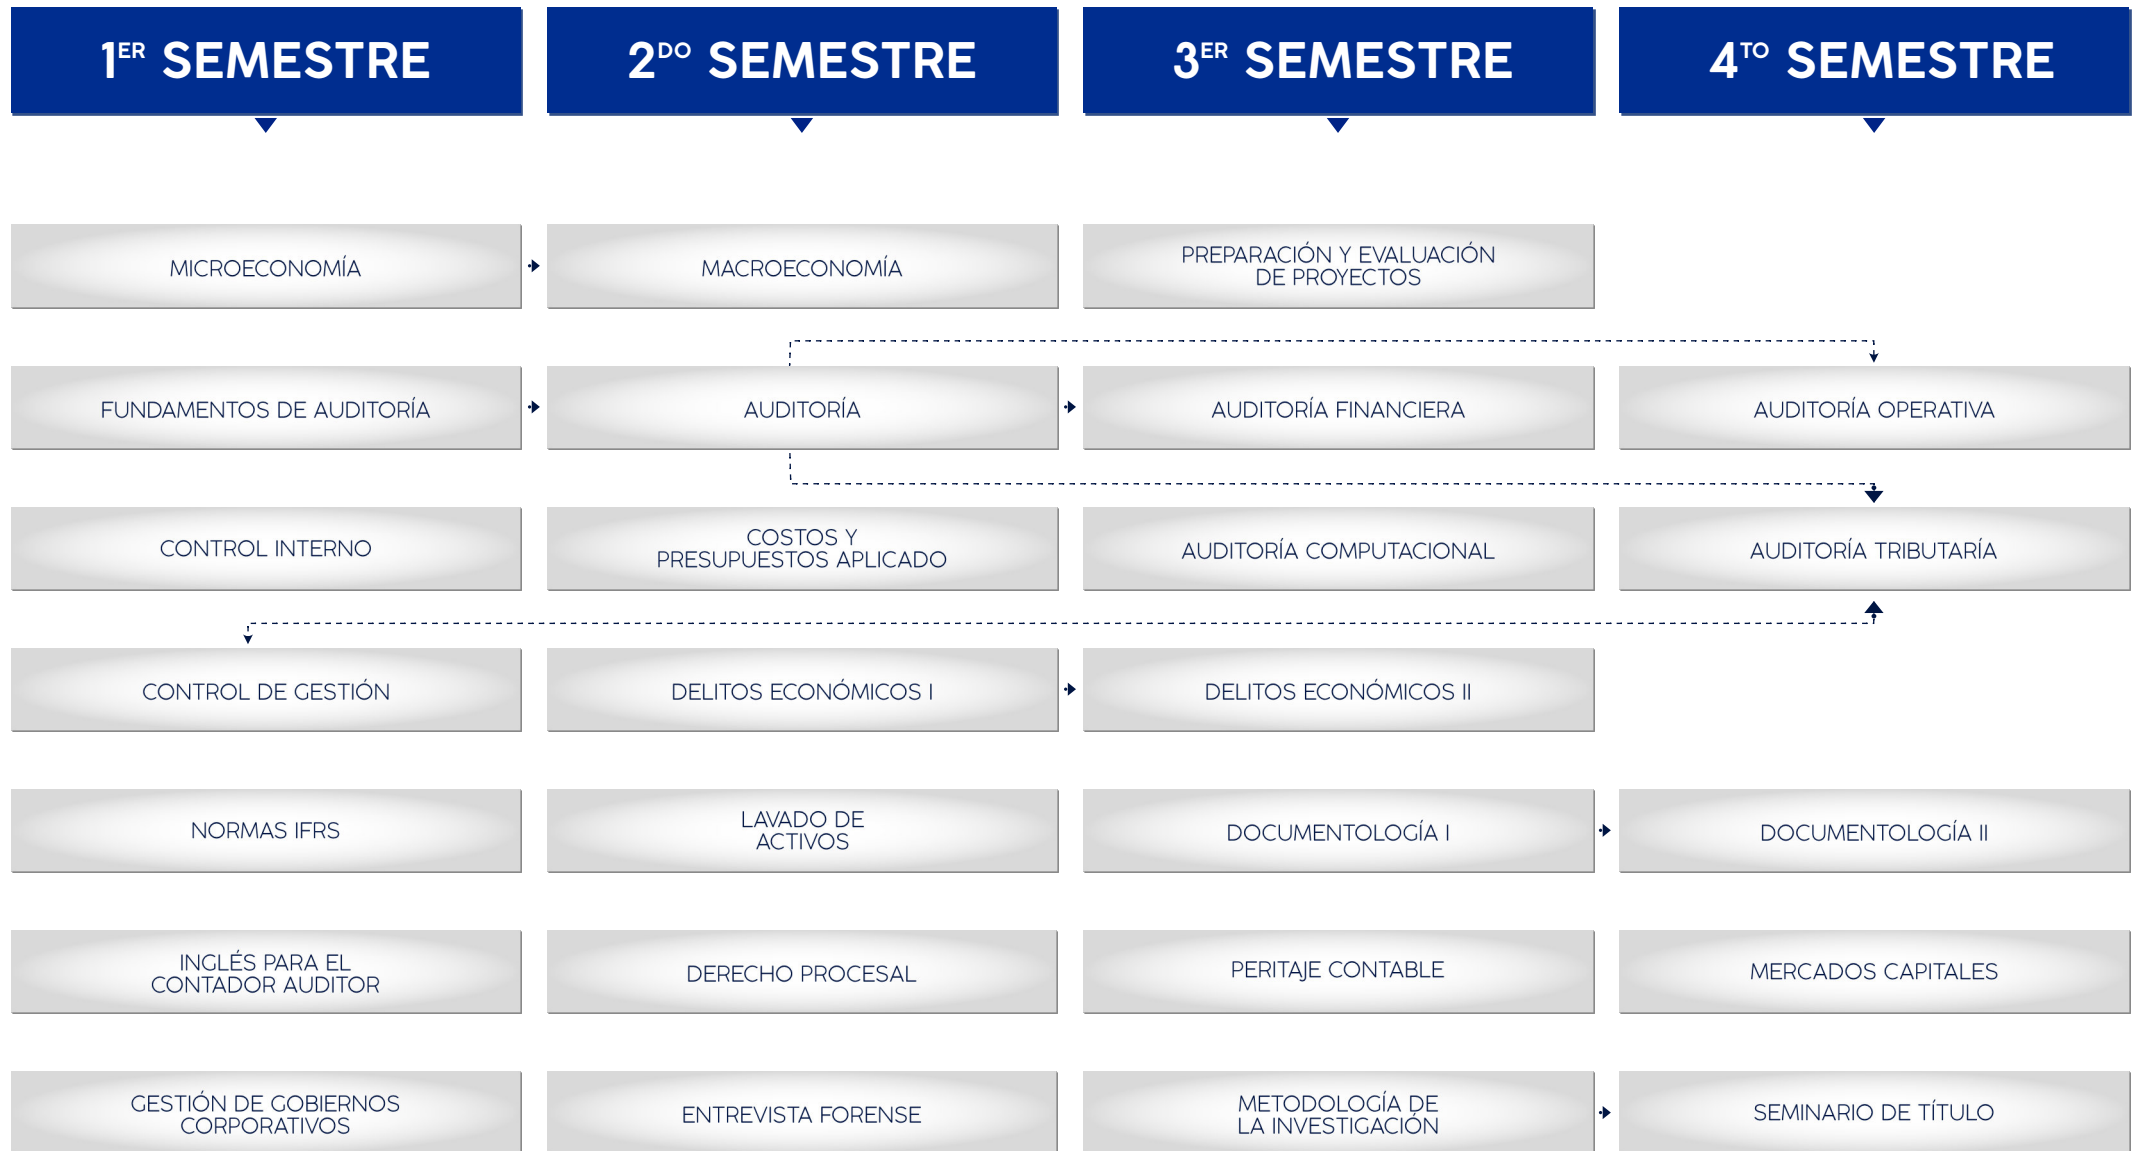 1ER SEMESTRE
2DO SEMESTRE
3ER SEMESTRE
4TO SEMESTRE
MICROECONOMÍA
MACROECONOMÍA
PREPARACIÓN Y EVALUACIÓN
DE PROYECTOS
FUNDAMENTOS DE AUDITORÍA
AUDITORÍA
AUDITORÍA FINANCIERA
AUDITORÍA OPERATIVA
CONTROL INTERNO
COSTOS Y
PRESUPUESTOS APLICADO
AUDITORÍA COMPUTACIONAL
AUDITORÍA TRIBUTARÍA
CONTROL DE GESTIÓN
DELITOS ECONÓMICOS I
DELITOS ECONÓMICOS II
NORMAS IFRS
LAVADO DE
ACTIVOS
DOCUMENTOLOGÍA I
DOCUMENTOLOGÍA II
INGLÉS PARA EL
CONTADOR AUDITOR
DERECHO PROCESAL
PERITAJE CONTABLE
MERCADOS CAPITALES
GESTIÓN DE GOBIERNOS
CORPORATIVOS
ENTREVISTA FORENSE
METODOLOGÍA DE
LA INVESTIGACIÓN
SEMINARIO DE TÍTULO